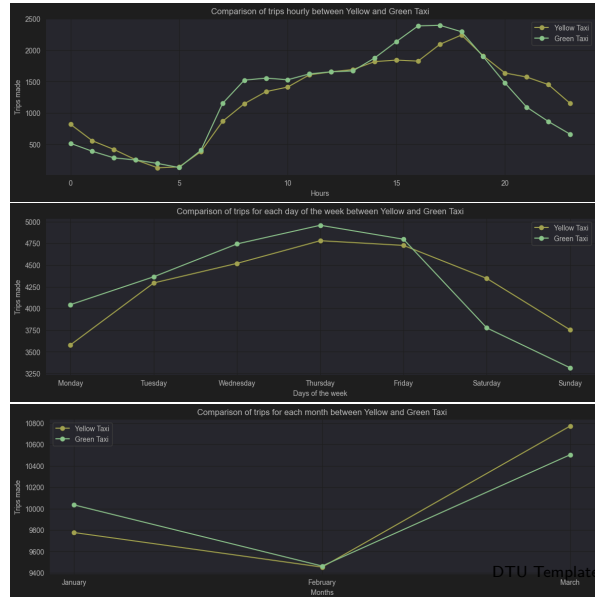 Comparison of trips hourly between Yellow and Green Taxi
2500
2000
1500
1000
500
Trips made
Yellow Taxi
Green Taxi
0
5
10
15
20
Hours
Comparison of trips for each day of the week between Yellow and Green Taxi
5000
4750
4500
4250
4000
3750
3500
3250
Trips made
Yellow Taxi
Green Taxi
Monday
Tuesday
Wednesday
Thursday
Friday
Saturday
Sunday
Days of the week
Comparison of trips for each month between Yellow and Green Taxi
10800
10600
10400
10200
10000
9800
9600
9400
Trips made
Yellow Taxi
Green Taxi
January
February
March
Months
DTU Template